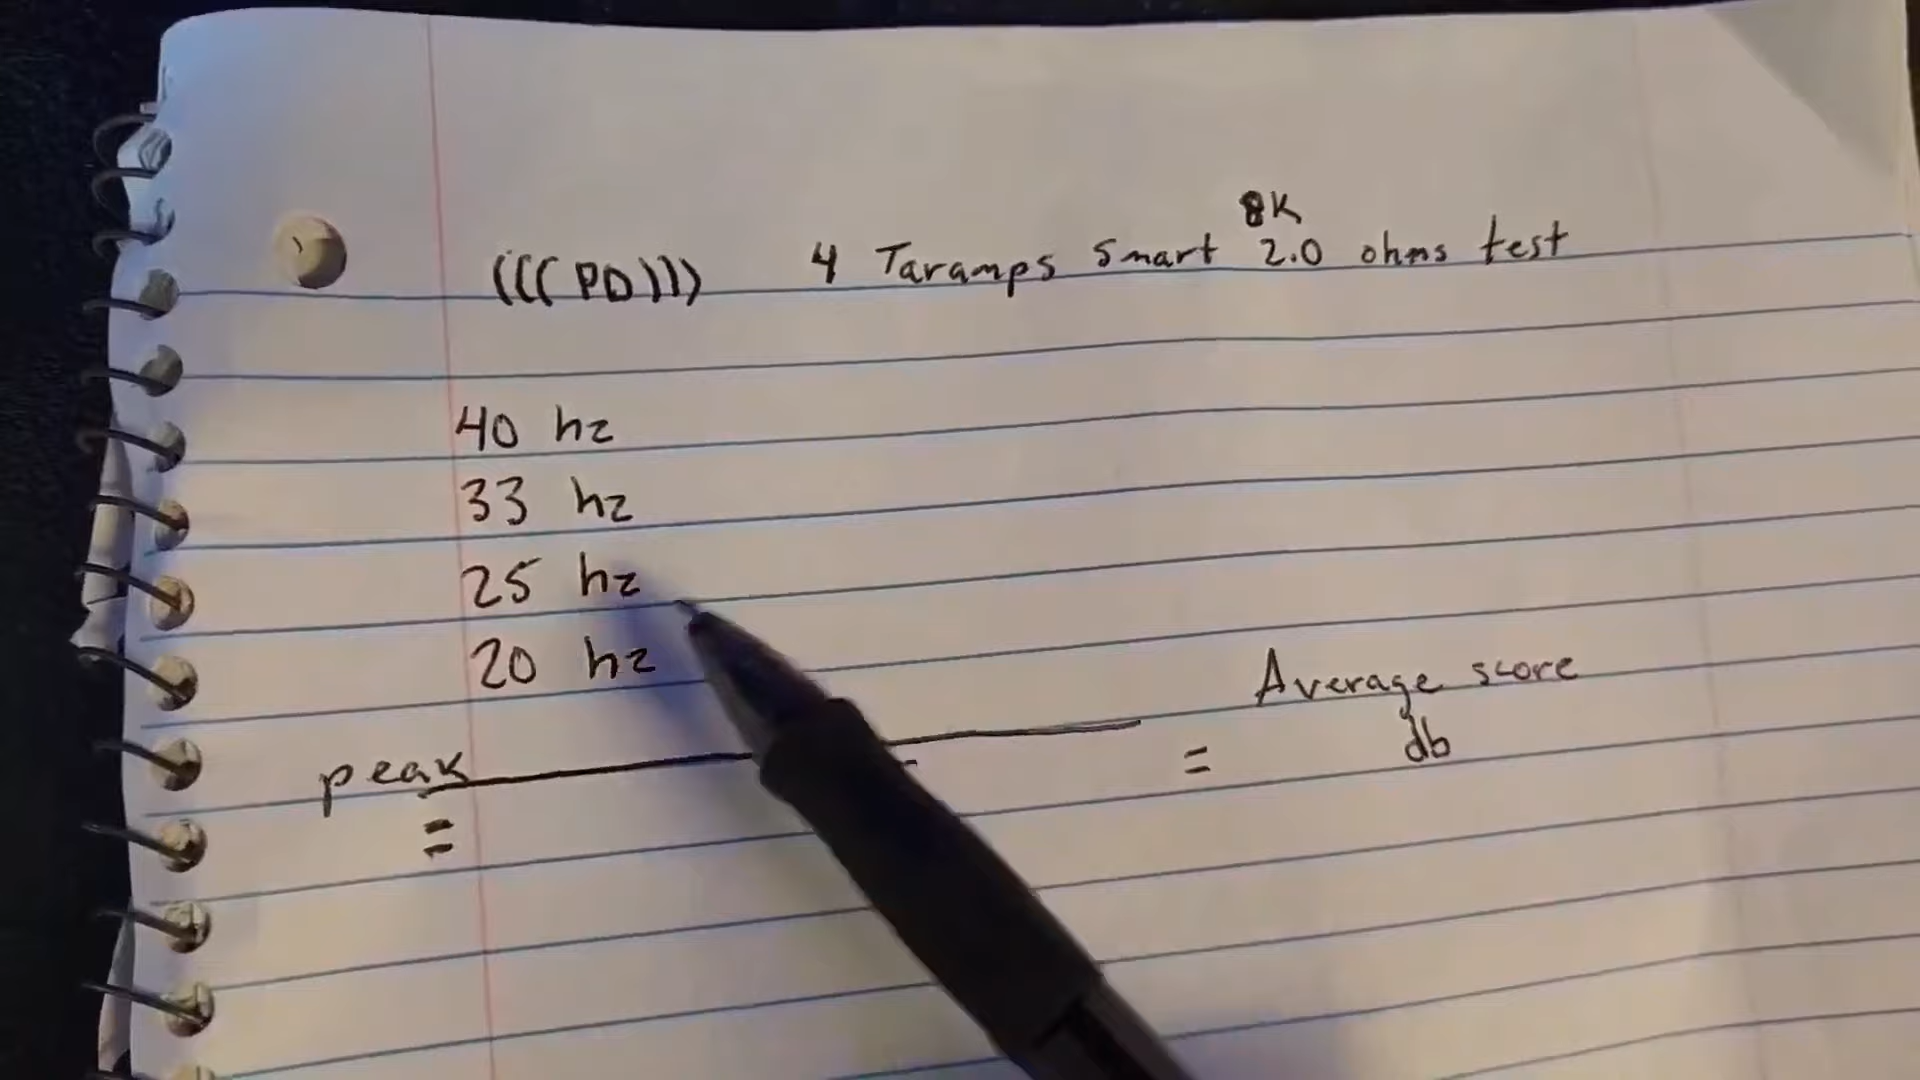 8K
(((PD))) 4 Taramps smart 2.0 ohms test
40 hz
33 hz
25 hz
20 hz
Average score
peak = db
=